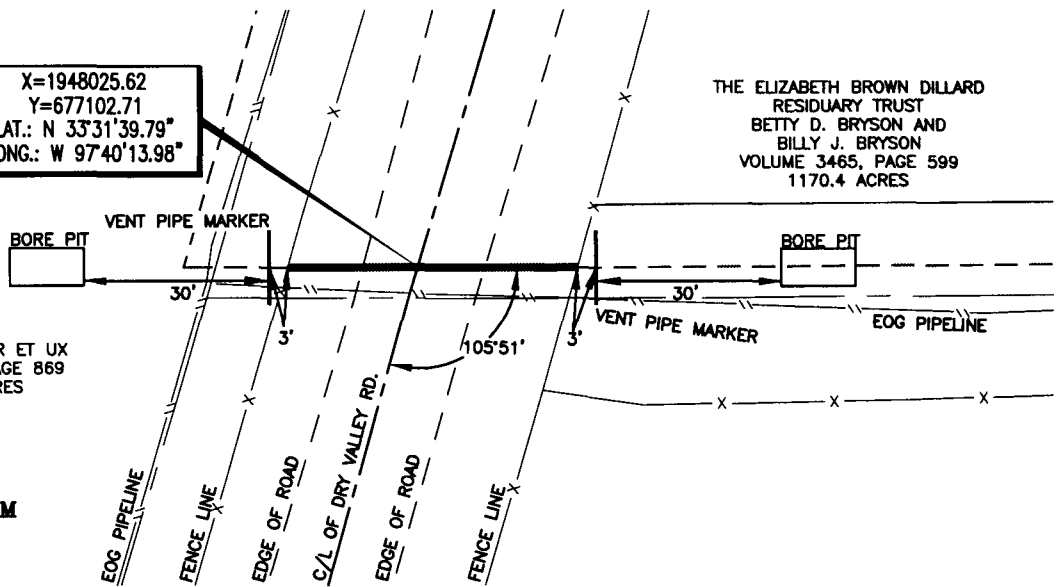 X=1948025.62
Y=677102.71
LAT.: N 33°31'39.79"
LONG.: W 97°40'13.98"
THE ELIZABETH BROWN DILLARD
RESIDUARY TRUST
BETTY D. BRYSON AND
BILLY J. BRYSON
VOLUME 3465, PAGE 599
1170.4 ACRES
VENT PIPE MARKER
BORE PIT
BORE PIT
30'
30'
3'
3'
105°51'
VENT PIPE MARKER
EOG PIPELINE
R ET UX
AGE 869
RES
M
EOG PIPELINE
FENCE LINE
EDGE OF ROAD
C/L OF DRY VALLEY RD.
EDGE OF ROAD
FENCE LINE